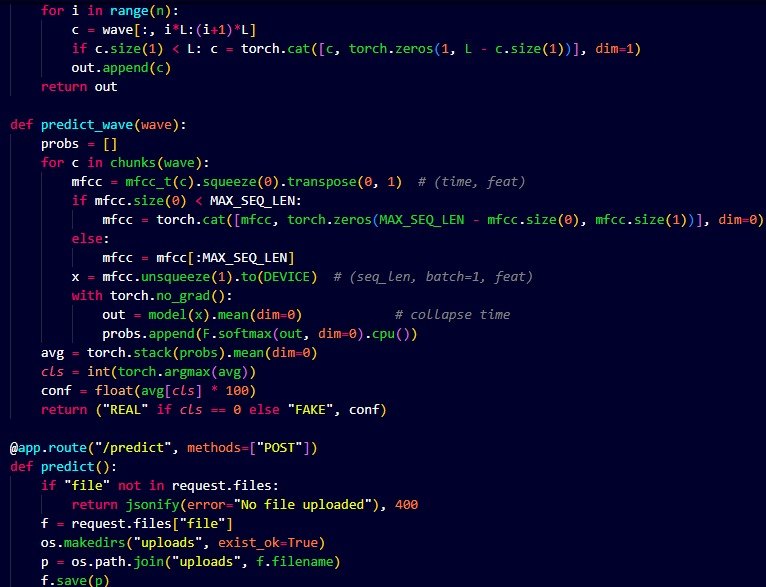 for i in range(n):
c = wave[:, i*L:(i+1)*L]
if c.size(1) < L: c = torch.cat([c, torch.zeros(1, L - c.size(1))], dim=1)
out.append(c)
return out
def predict_wave(wave):
probs = []
for c in chunks(wave):
mfcc = mfcc_t(c).squeeze(0).transpose(0, 1)  # (time, feat)
if mfcc.size(0) < MAX_SEQ_LEN:
mfcc = torch.cat([mfcc, torch.zeros(MAX_SEQ_LEN - mfcc.size(0), mfcc.size(1))], dim=0)
else:
mfcc = mfcc[:MAX_SEQ_LEN]
x = mfcc.unsqueeze(1).to(DEVICE)  # (seq_len, batch=1, feat)
with torch.no_grad():
out = model(x).mean(dim=0)            # collapse time
probs.append(F.softmax(out, dim=0).cpu())
avg = torch.stack(probs).mean(dim=0)
cls = int(torch.argmax(avg))
conf = float(avg[cls] * 100)
return ("REAL" if cls == 0 else "FAKE", conf)
@app.route("/predict", methods=["POST"])
def predict():
if "file" not in request.files:
return jsonify(error="No file uploaded"), 400
f = request.files["file"]
os.makedirs("uploads", exist_ok=True)
p = os.path.join("uploads", f.filename)
f.save(p)